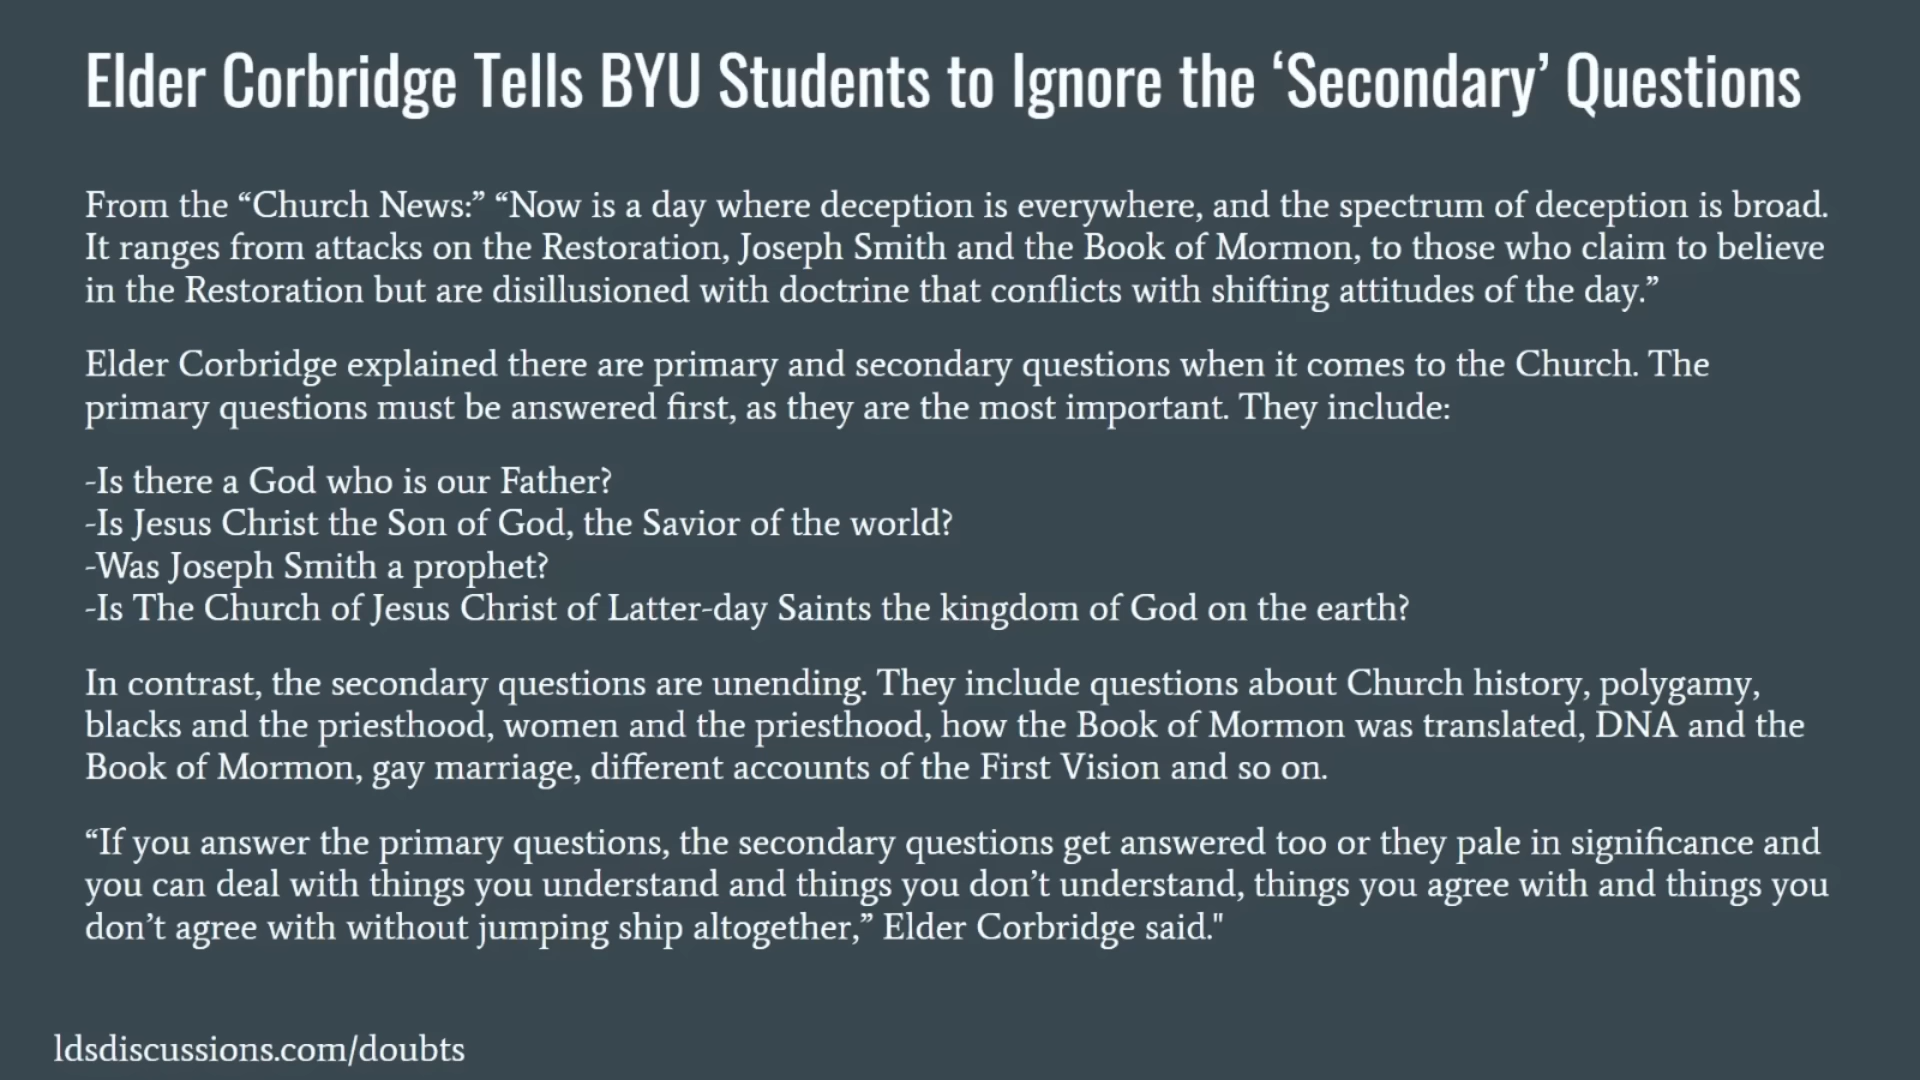 Elder Corbridge Tells BYU Students to Ignore the ‘Secondary’ Questions
From the “Church News:” “Now is a day where deception is everywhere, and the spectrum of deception is broad.
It ranges from attacks on the Restoration, Joseph Smith and the Book of Mormon, to those who claim to believe
in the Restoration but are disillusioned with doctrine that conflicts with shifting attitudes of the day.”
Elder Corbridge explained there are primary and secondary questions when it comes to the Church. The
primary questions must be answered first, as they are the most important. They include:
-Is there a God who is our Father?
-Is Jesus Christ the Son of God, the Savior of the world?
-Was Joseph Smith a prophet?
-Is The Church of Jesus Christ of Latter-day Saints the kingdom of God on the earth?
In contrast, the secondary questions are unending. They include questions about Church history, polygamy,
blacks and the priesthood, women and the priesthood, how the Book of Mormon was translated, DNA and the
Book of Mormon, gay marriage, different accounts of the First Vision and so on.
“If you answer the primary questions, the secondary questions get answered too or they pale in significance and
you can deal with things you understand and things you don’t understand, things you agree with and things you
don’t agree with without jumping ship altogether,” Elder Corbridge said."
ldsdiscussions.com/doubts